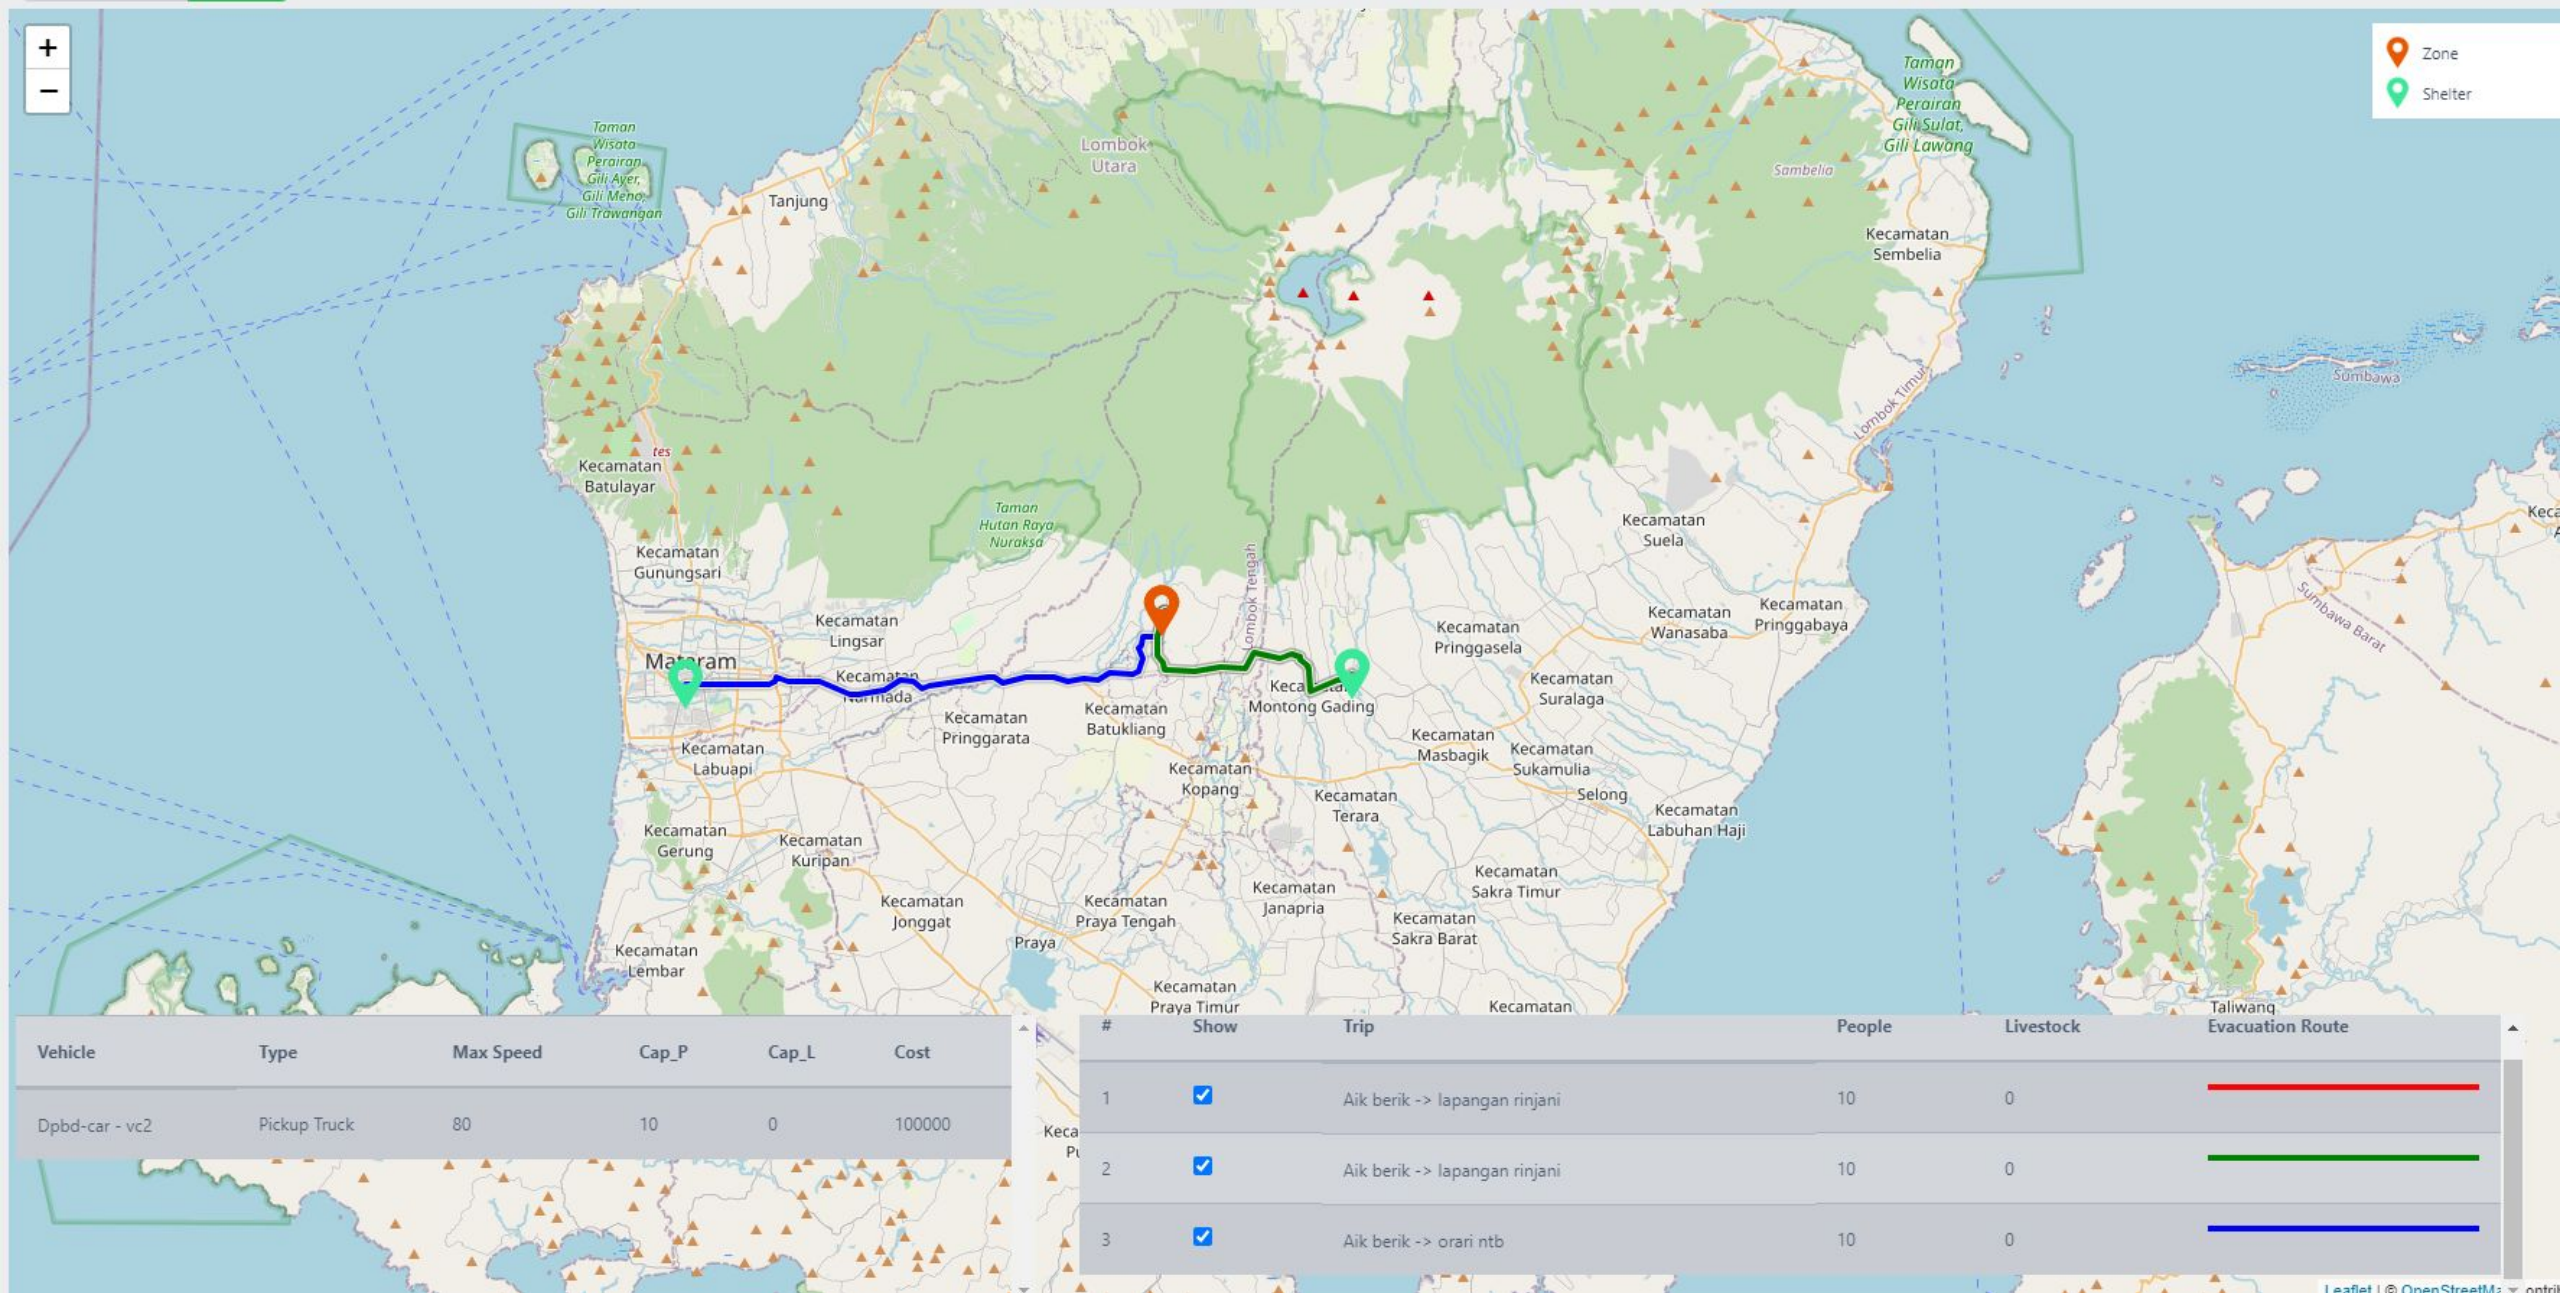 +
−
Zone
Shelter
Taman
Wisata
Perairan
Gili Sulat,
Gili Lawang
Taman
Wisata
Perairan
Gili Ayer,
Gili Meno,
Gili Trawangan
Lombok
Utara
Sambelia
Tanjung
Kecamatan
Sembelia
Sumbawa
Lombok Timur
tes
Kecamatan
Batulayar
Taman
Hutan Raya
Nuraksa
Kecamatan
Suela
Kecamatan
Gunungsari
Lombok Tengah
Kecamatan
Lingsar
Kecamatan
Pringgasela
Kecamatan
Wanasaba
Kecamatan
Pringgabaya
Sumbawa Barat
Mataram
Kecamatan
Narmada
Montong Gading
Kecamatan
Suralaga
Kecamatan
Pringgarata
Kecamatan
Batukliang
Kecamatan
Masbagik
Kecamatan
Sukamulia
Kecamatan
Labuapi
Kecamatan
Kopang
Kecamatan
Terara
Selong
Kecamatan
Labuhan Haji
Kecamatan
Gerung
Kecamatan
Kuripan
Kecamatan
Sakra Timur
Kecamatan
Janapria
Kecamatan
Jonggat
Kecamatan
Praya Tengah
Kecamatan
Sakra Barat
Praya
Kecamatan
Lembar
Kecamatan
Praya Timur
Kecamatan
Taliwang
Vehicle Type Max Speed Cap_P Cap_L Cost
Dpbd-car - vc2 Pickup Truck 80 10 0 100000
# Show Trip People Livestock Evacuation Route
1 Aik berik -> lapangan rinjani 10 0
2 Aik berik -> lapangan rinjani 10 0
3 Aik berik -> orari ntb 10 0
Leaflet | © OpenStreetMa